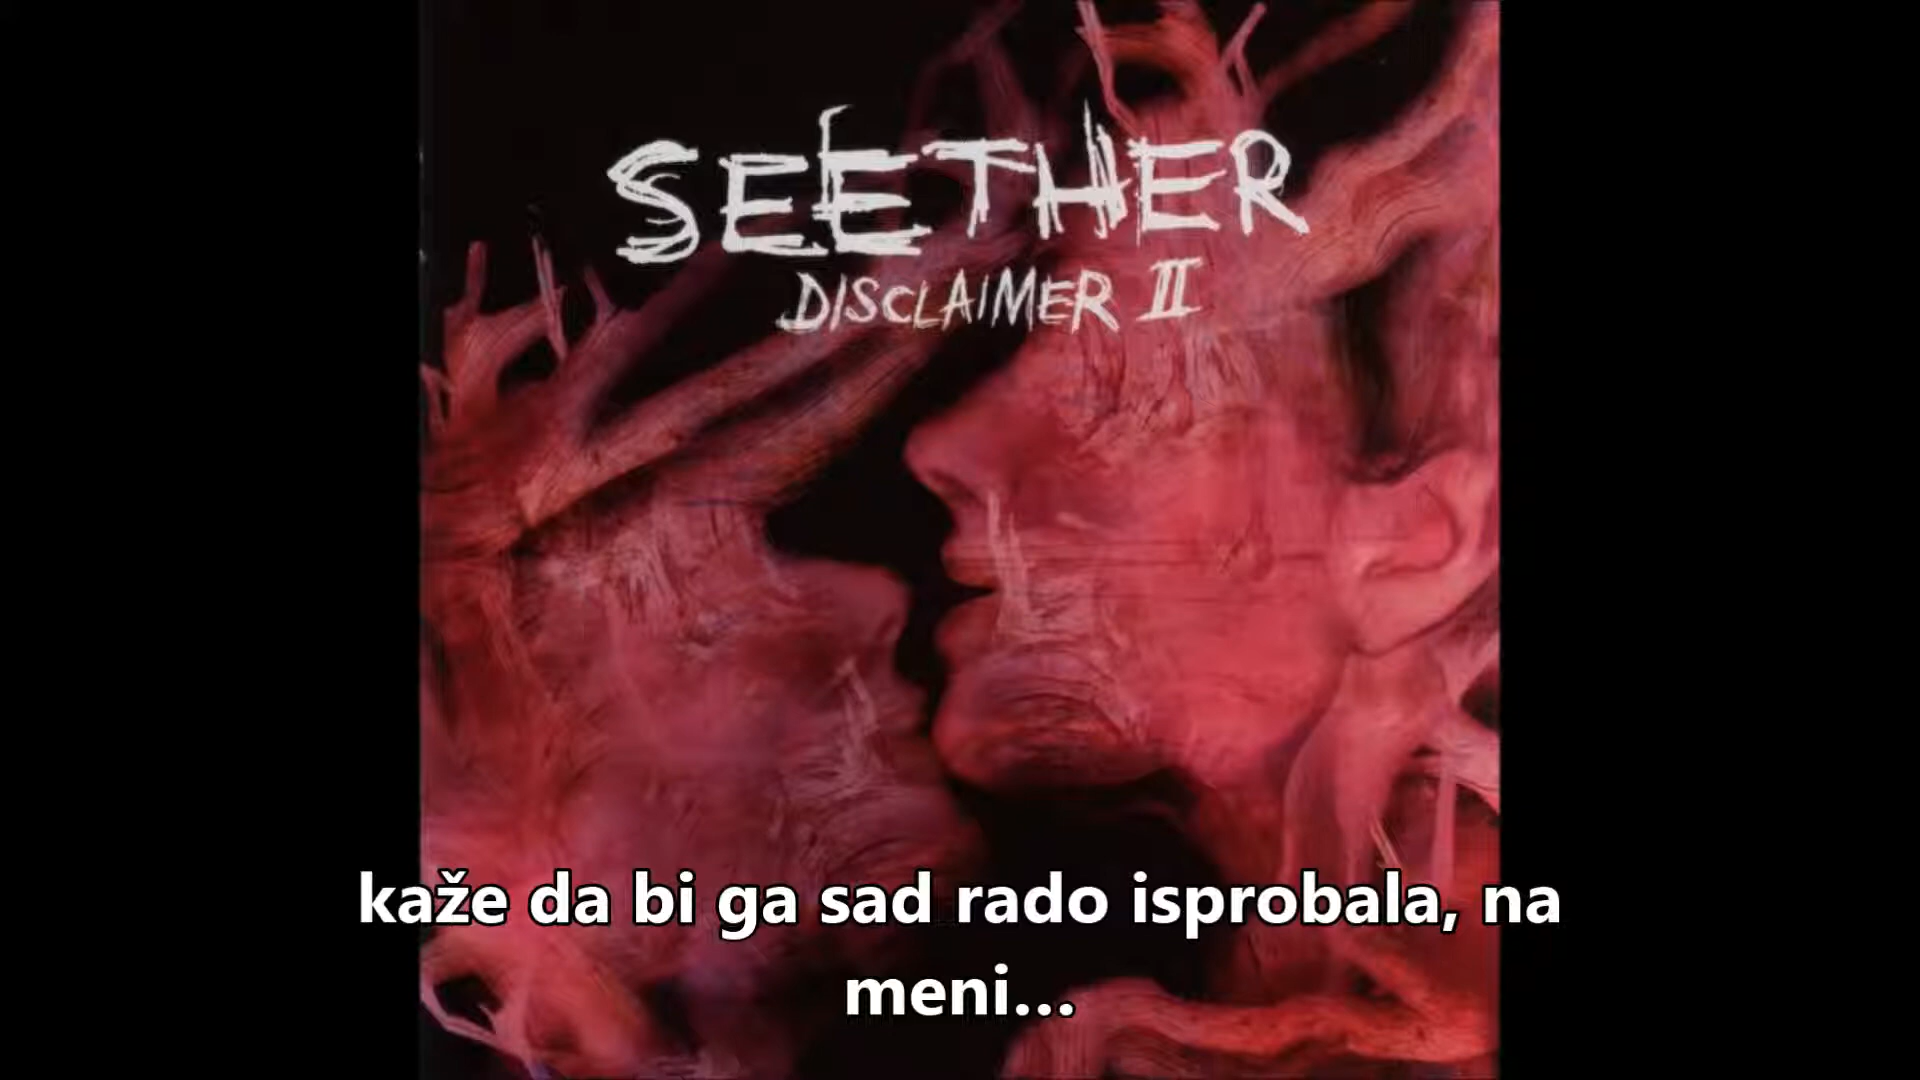 SEETHER
DISCLAIMER II
kaže da bi ga sad rado isprobala, na
meni...